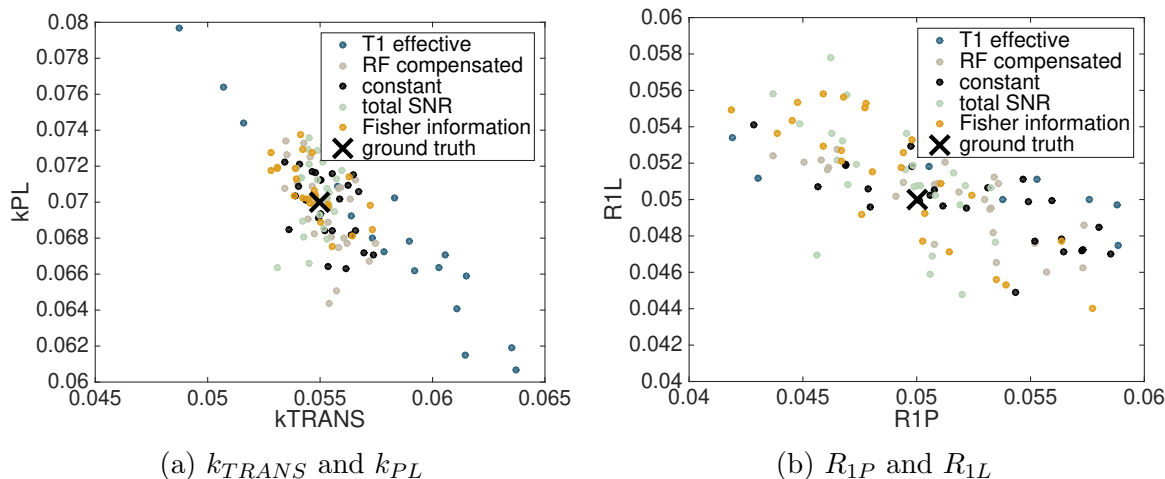 0.08
0.078
0.076
0.074
0.072
0.07
0.068
0.066
0.064
0.062
0.06
kPL
0.045
0.05
0.055
0.06
0.065
kTRANS
T1 effective
RF compensated
constant
total SNR
Fisher information
ground truth
(a) k_TRANS and k_PL
0.06
0.058
0.056
0.054
0.052
0.05
0.048
0.046
0.044
0.042
0.04
R1L
0.04
0.045
0.05
0.055
0.06
R1P
T1 effective
RF compensated
constant
total SNR
Fisher information
ground truth
(b) R_1P and R_1L